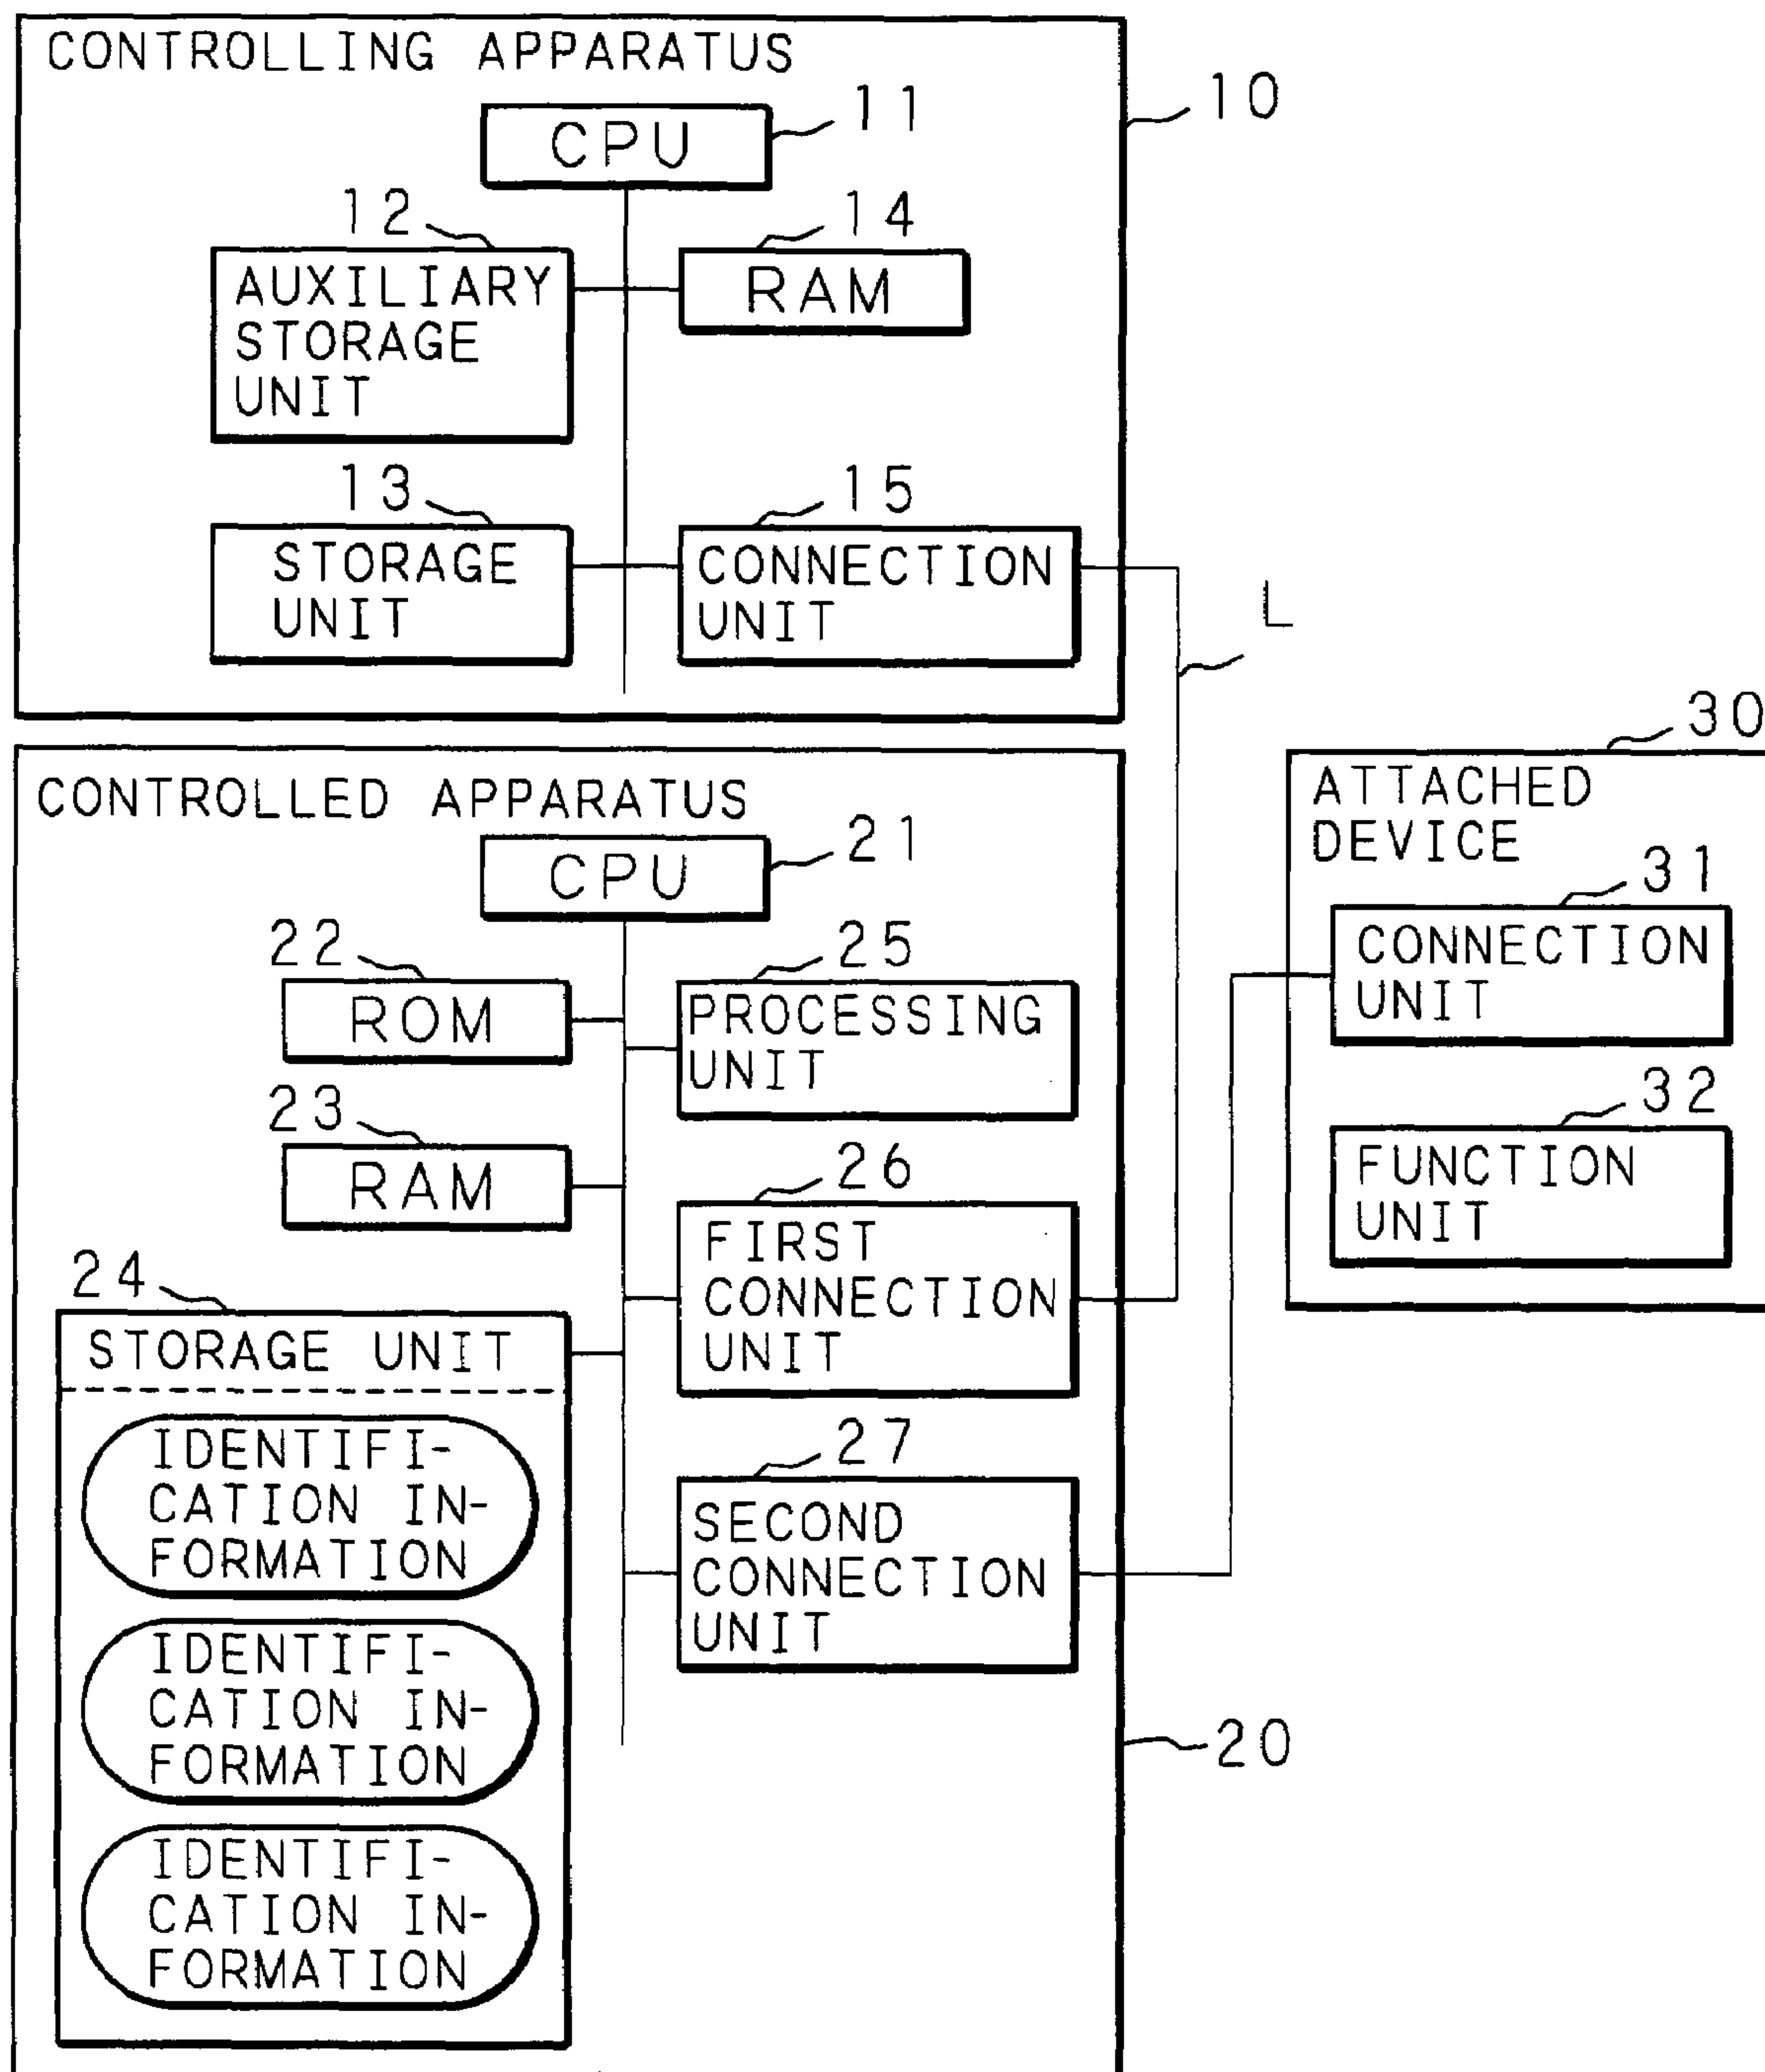 CONTROLLING APPARATUS
10
11
CPU
12
14
AUXILIARY
STORAGE
UNIT
RAM
13
15
STORAGE
UNIT
CONNECTION
UNIT
L
30
CONTROLLED APPARATUS
21
CPU
ATTACHED
DEVICE
31
CONNECTION
UNIT
22
25
ROM
PROCESSING
UNIT
32
FUNCTION
UNIT
23
RAM
26
FIRST
CONNECTION
UNIT
24
STORAGE UNIT
IDENTIFI-
CATION IN-
FORMATION
27
SECOND
CONNECTION
UNIT
IDENTIFI-
CATION IN-
FORMATION
20
IDENTIFI-
CATION IN-
FORMATION